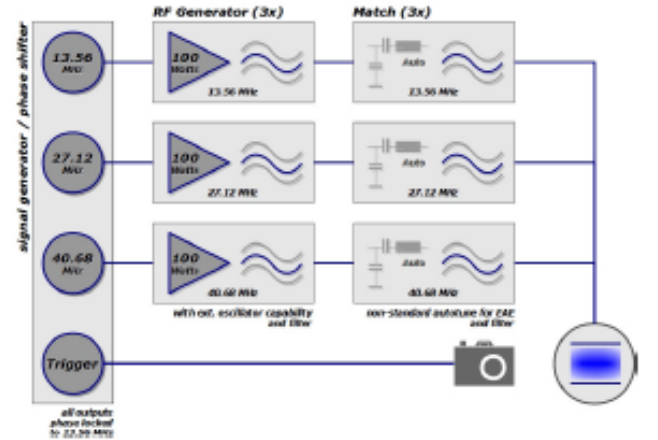 RF Generator (3x)
Match (3x)
signal generator / phase shifter
13.56
MHz
100
Watts
13.56 MHz
Auto
13.56 MHz
27.12
MHz
100
Watts
27.12 MHz
Auto
27.12 MHz
40.68
MHz
100
Watts
40.68 MHz
Auto
40.68 MHz
with ext. oscillator capability
and filter
non-standard autotune for EAE
and filter
Trigger
all outputs
phase locked
to 13.56 MHz